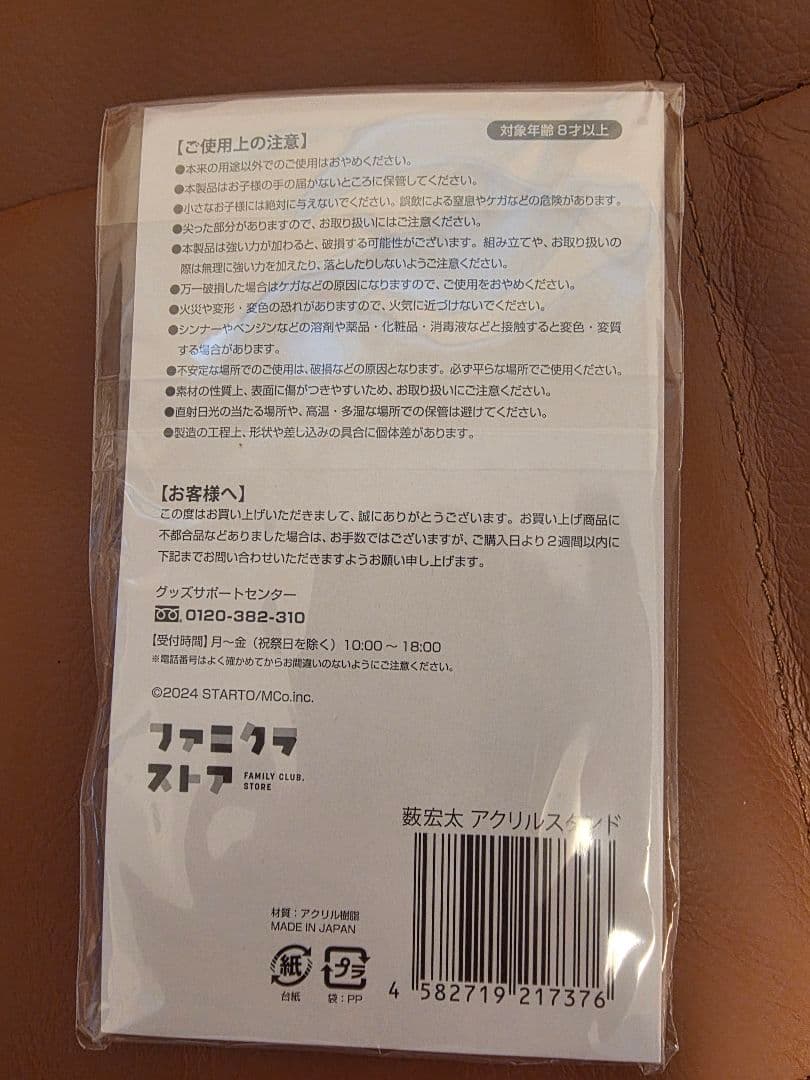 対象年齢8才以上
【ご使用上の注意】
●本来の用途以外でのご使用はおやめください。
●本製品はお子様の手の届かないところに保管してください。
●小さなお子様には絶対に与えないでください。誤飲による窒息やケガなどの危険があります。
●尖った部分がありますので、お取り扱いにはご注意ください。
●本製品は強い力が加わると、破損する可能性がございます。組み立てや、お取り扱いの
際は無理に強い力を加えたり、落としたりしないようご注意ください。
●万一破損した場合はケガなどの原因になりますので、ご使用をおやめください。
●火災や変形・変色の恐れがありますので、火気に近づけないでください。
●シンナーやベンジンなどの溶剤や薬品・化粧品・消毒液などと接触すると変色・変質
する場合があります。
●不安定な場所でのご使用は、破損などの原因となります。必ず平らな場所でご使用ください。
●素材の性質上、表面に傷がつきやすいため、お取り扱いにご注意ください。
●直射日光の当たる場所や、高温・多湿な場所での保管は避けてください。
●製造の工程上、形状や差し込みの具合に個体差があります。
【お客様へ】
この度はお買い上げいただきまして、誠にありがとうございます。お買い上げ商品に
不都合品などありました場合は、お手数ではございますが、ご購入日より2週間以内に
下記までお問い合わせいただきますようお願い申し上げます。
グッズサポートセンター
0120-382-310
【受付時間】月～金（祝祭日を除く）10:00～18:00
※電話番号はよく確かめてからお間違いのないようにご注意ください。
©2024 STARTO/MCo.inc.
ファミクラ
ストア FAMILY CLUB.
STORE
薮宏太 アクリルスタンド
材質：アクリル樹脂
MADE IN JAPAN
紙 プラ
台紙 袋：PP
4 582719 217376